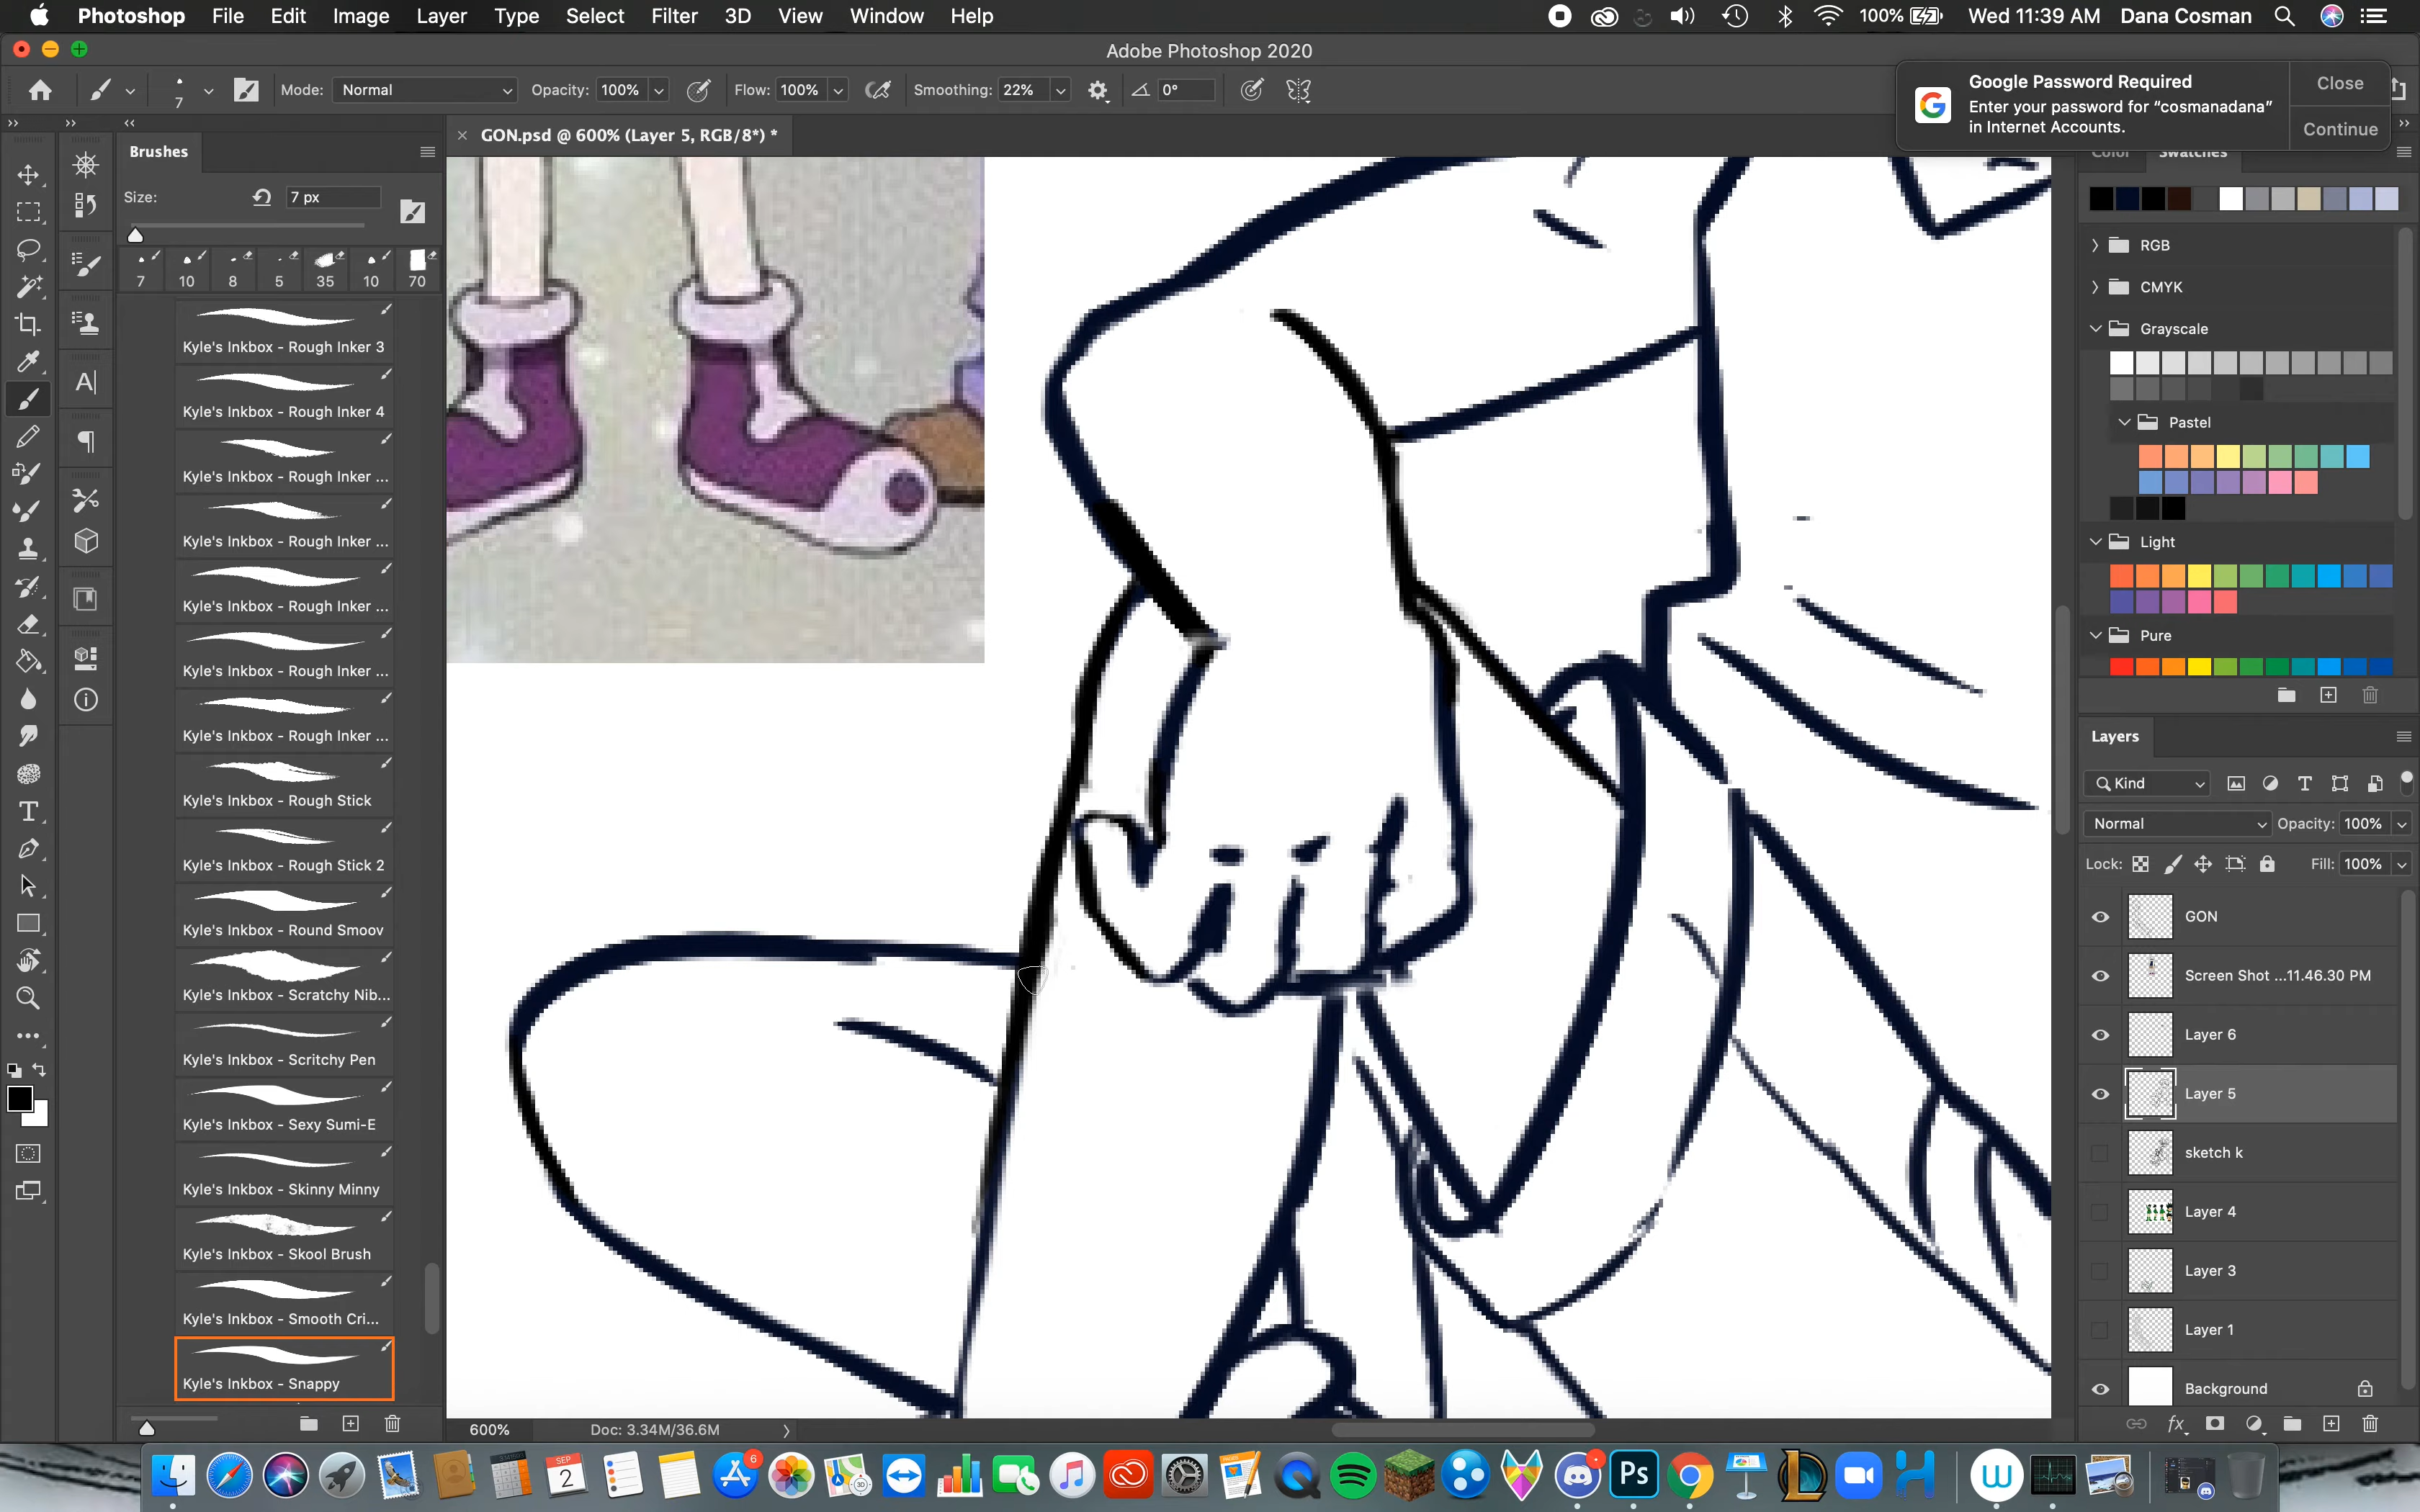 Photoshop File Edit Image Layer Type Select Filter 3D View Window Help 100% Wed 11:39 AM Dana Cosman
Adobe Photoshop 2020
7 Mode: Normal Opacity: 100% Flow: 100% Smoothing: 22% 0°
Google Password Required
Enter your password for “cosmanadana”
in Internet Accounts.
Close
Continue
Brushes
GON.psd @ 600% (Layer 5, RGB/8*) *
Color Swatches
Size: 7 px
7 10 8 5 35 10 70
Kyle's Inkbox - Rough Inker 3
Kyle's Inkbox - Rough Inker 4
Kyle's Inkbox - Rough Inker ...
Kyle's Inkbox - Rough Inker ...
Kyle's Inkbox - Rough Inker ...
Kyle's Inkbox - Rough Inker ...
Kyle's Inkbox - Rough Inker ...
Kyle's Inkbox - Rough Stick
Kyle's Inkbox - Rough Stick 2
Kyle's Inkbox - Round Smoov
Kyle's Inkbox - Scratchy Nib...
Kyle's Inkbox - Scritchy Pen
Kyle's Inkbox - Sexy Sumi-E
Kyle's Inkbox - Skinny Minny
Kyle's Inkbox - Skool Brush
Kyle's Inkbox - Smooth Cri...
Kyle's Inkbox - Snappy
RGB
CMYK
Grayscale
Pastel
Light
Pure
Layers
Kind
Normal Opacity: 100%
Lock: Fill: 100%
GON
Screen Shot ...11.46.30 PM
Layer 6
Layer 5
sketch k
Layer 4
Layer 3
Layer 1
Background
fx
600% Doc: 3.34M/36.6M
SEP
2
6
3D
Ps
W